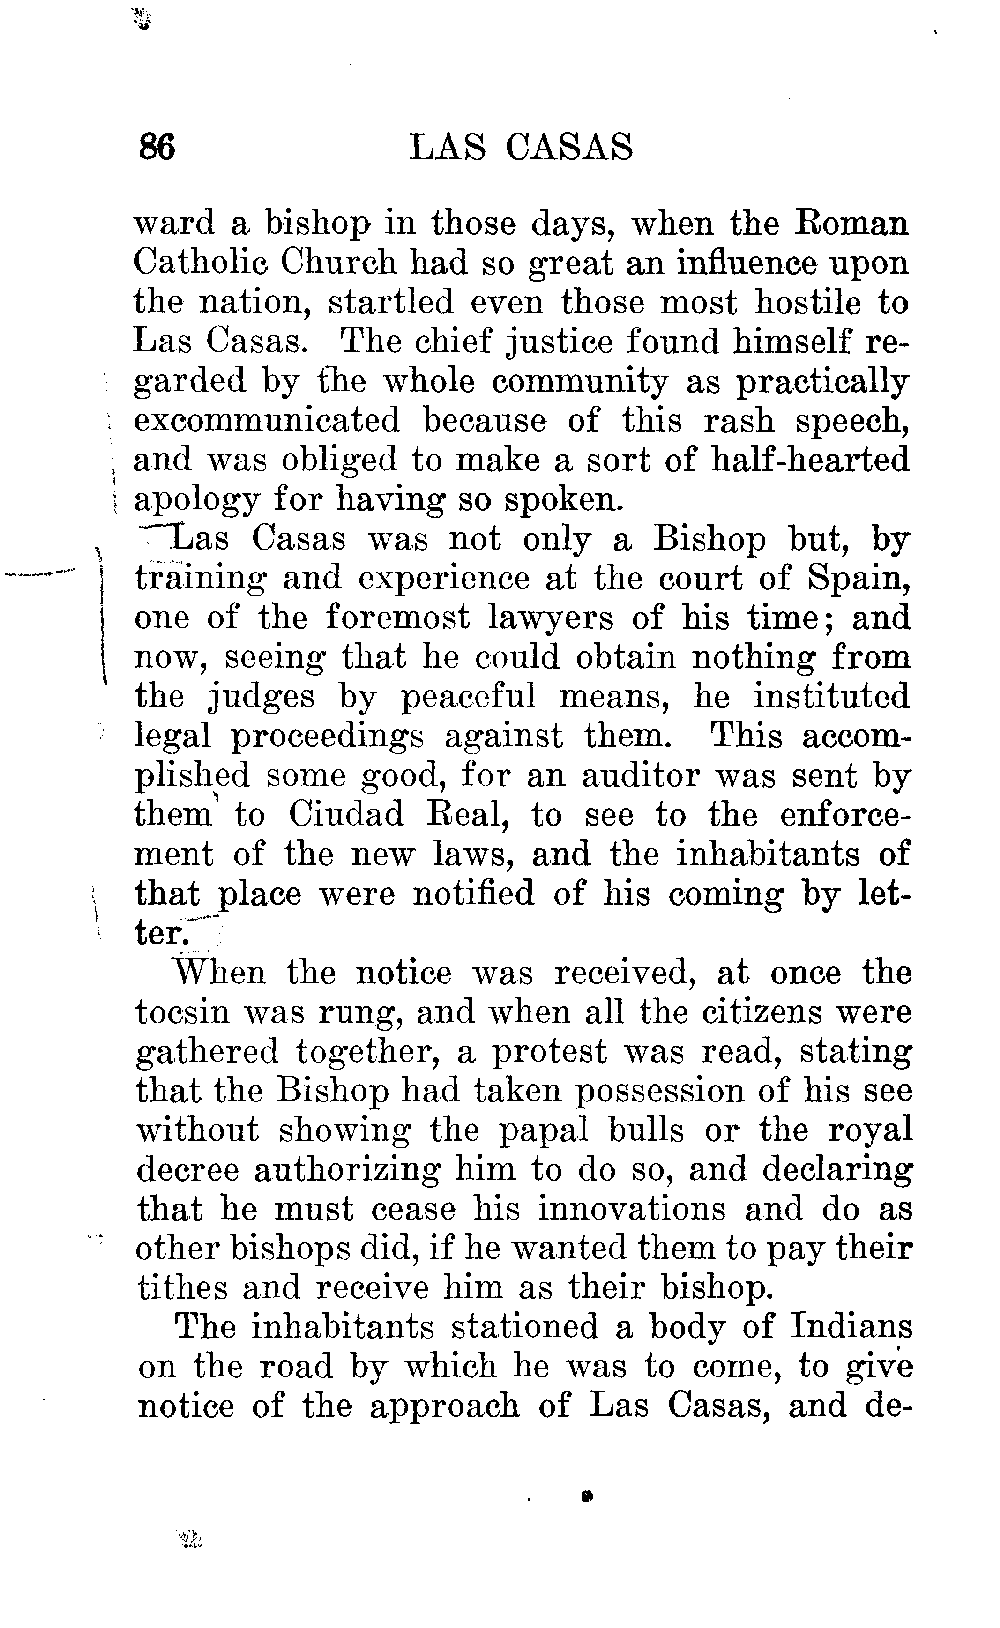 86 LAS CASAS
ward a bishop in those days, when the Roman
Catholic Church had so great an influence upon
the nation, startled even those most hostile to
Las Casas. The chief justice found himself re-
garded by the whole community as practically
excommunicated because of this rash speech,
and was obliged to make a sort of half-hearted
apology for having so spoken.
Las Casas was not only a Bishop but, by
training and experience at the court of Spain,
one of the foremost lawyers of his time; and
now, seeing that he could obtain nothing from
the judges by peaceful means, he instituted
legal proceedings against them. This accom-
plished some good, for an auditor was sent by
them to Ciudad Real, to see to the enforce-
ment of the new laws, and the inhabitants of
that place were notified of his coming by let-
ter.
When the notice was received, at once the
tocsin was rung, and when all the citizens were
gathered together, a protest was read, stating
that the Bishop had taken possession of his see
without showing the papal bulls or the royal
decree authorizing him to do so, and declaring
that he must cease his innovations and do as
other bishops did, if he wanted them to pay their
tithes and receive him as their bishop.
The inhabitants stationed a body of Indians
on the road by which he was to come, to give
notice of the approach of Las Casas, and de-